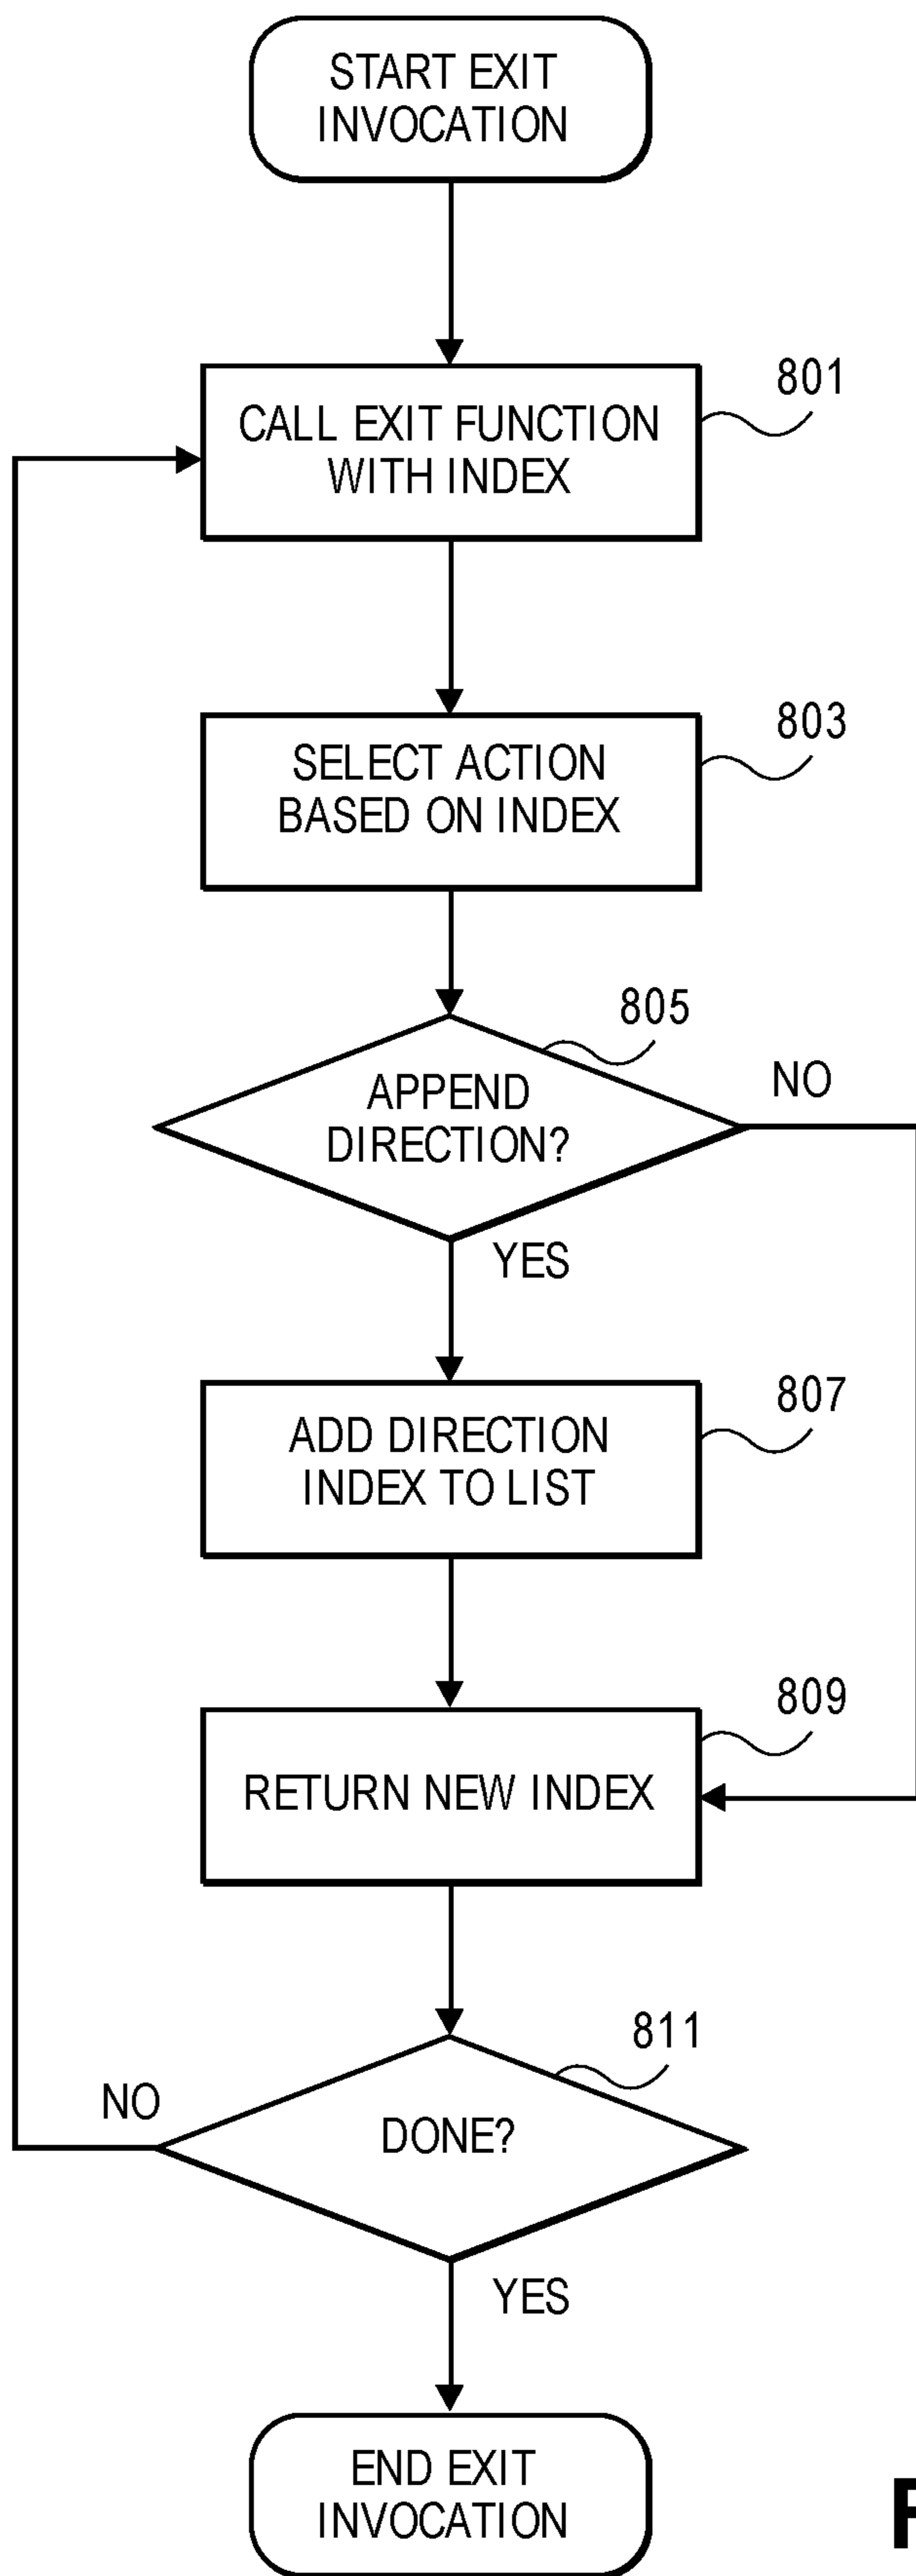 START EXIT
INVOCATION
801
CALL EXIT FUNCTION
WITH INDEX
803
SELECT ACTION
BASED ON INDEX
805
APPEND
DIRECTION?
NO
YES
807
ADD DIRECTION
INDEX TO LIST
809
RETURN NEW INDEX
811
DONE?
NO
YES
END EXIT
INVOCATION